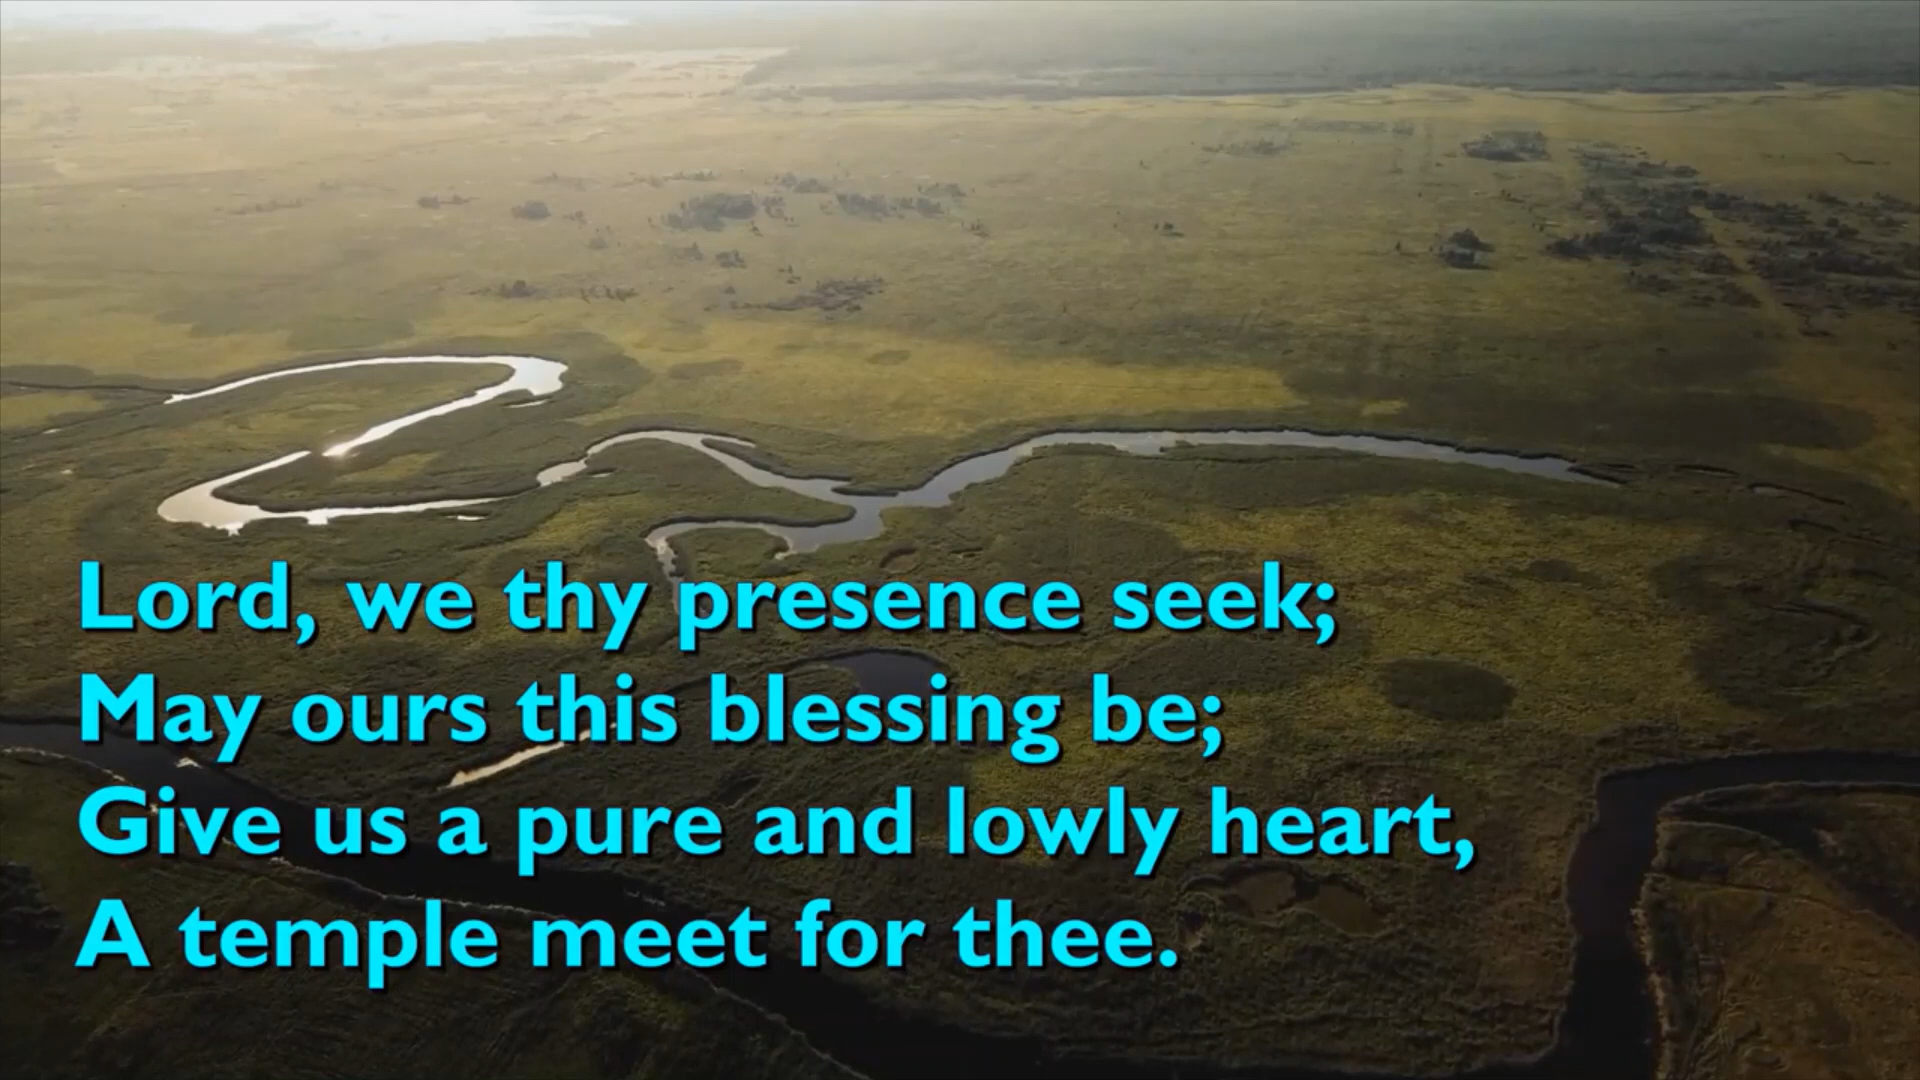 Lord, we thy presence seek;
May ours this blessing be;
Give us a pure and lowly heart,
A temple meet for thee.